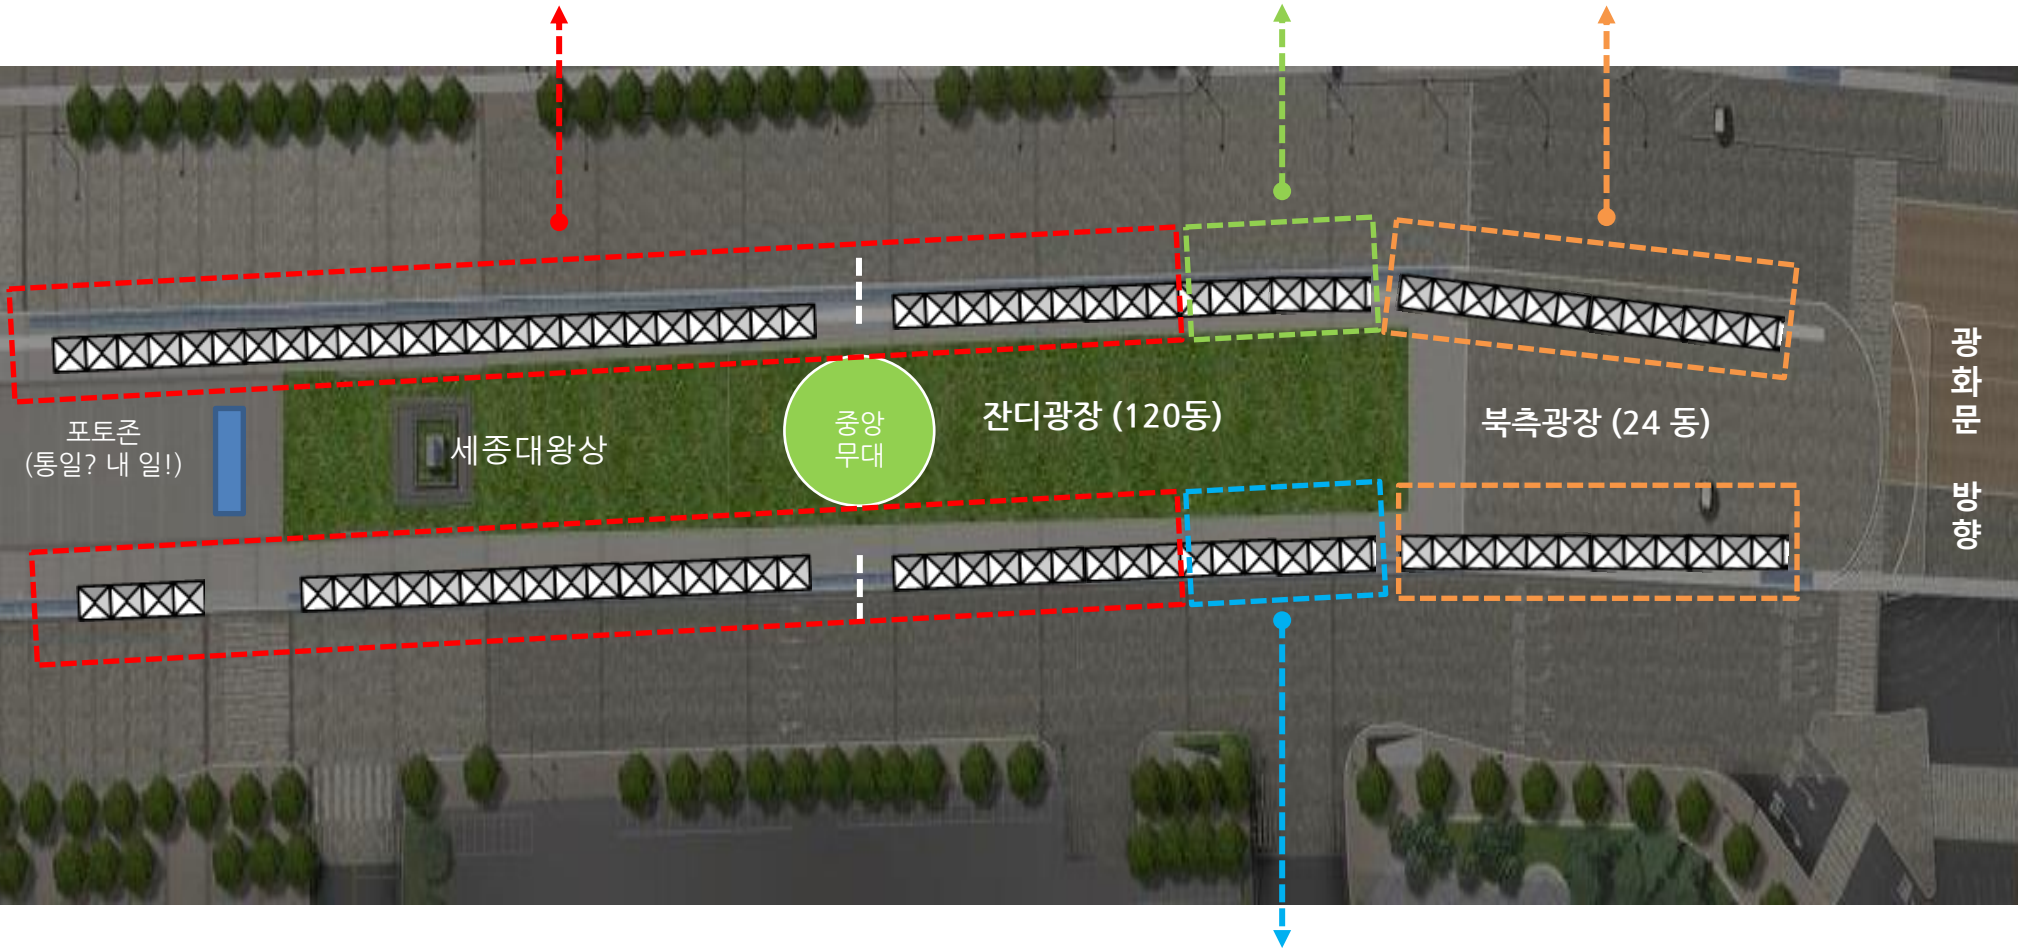 포토존
(통일? 내 일!)
세종대왕상
중앙
무대
잔디광장 (120동)
북측광장 (24 동)
광
화
문
방
향